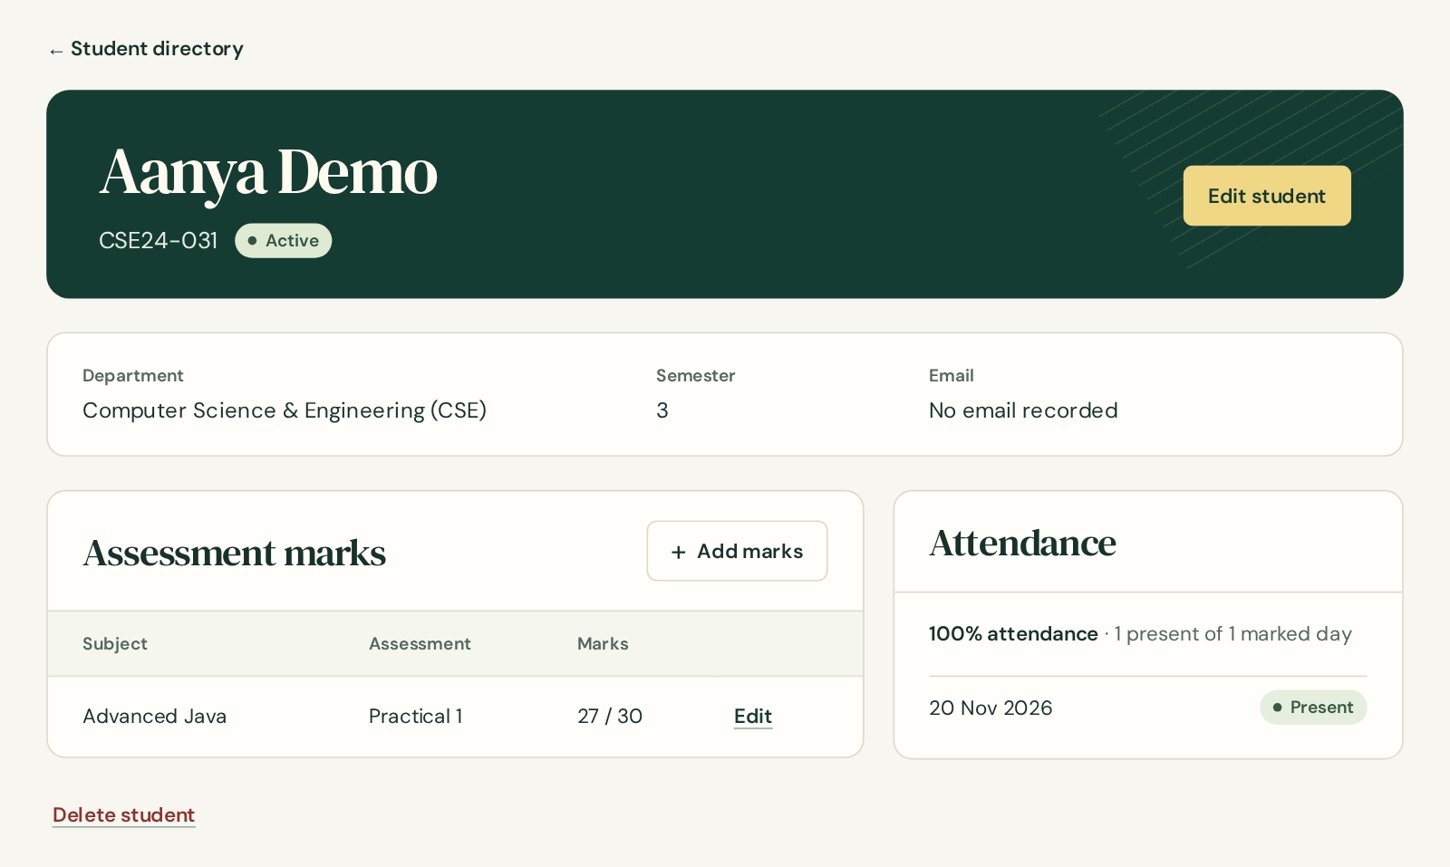 ← Student directory
Aanya Demo
CSE24-031 Active
Edit student
Department Semester Email
Computer Science & Engineering (CSE) 3 No email recorded
Assessment marks
+ Add marks
Subject Assessment Marks
Advanced Java Practical 1 27 / 30 Edit
Attendance
100% attendance · 1 present of 1 marked day
20 Nov 2026 Present
Delete student